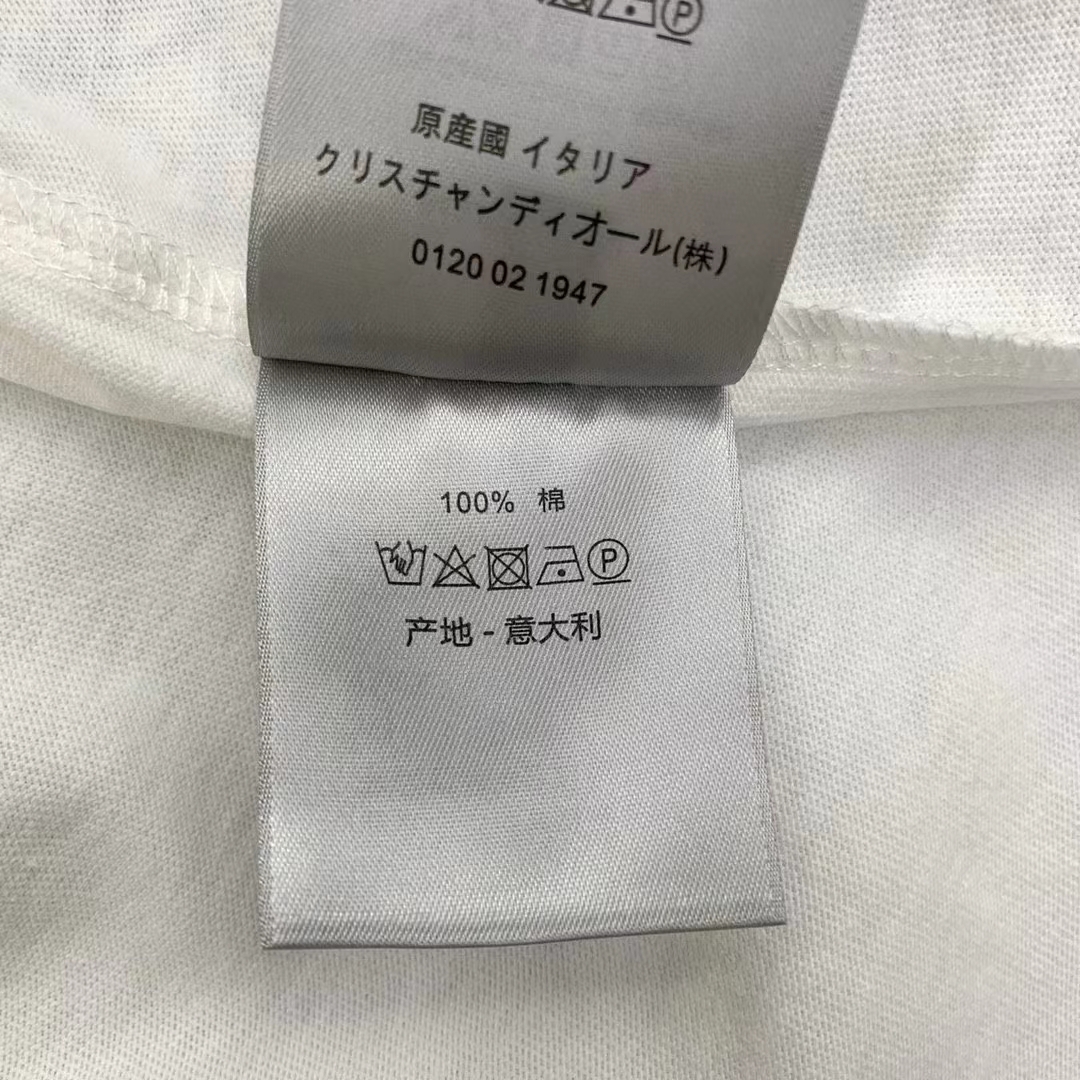 原産國 イタリア
クリスチャンディオール(株)
0120 02 1947
100% 棉
产地 - 意大利